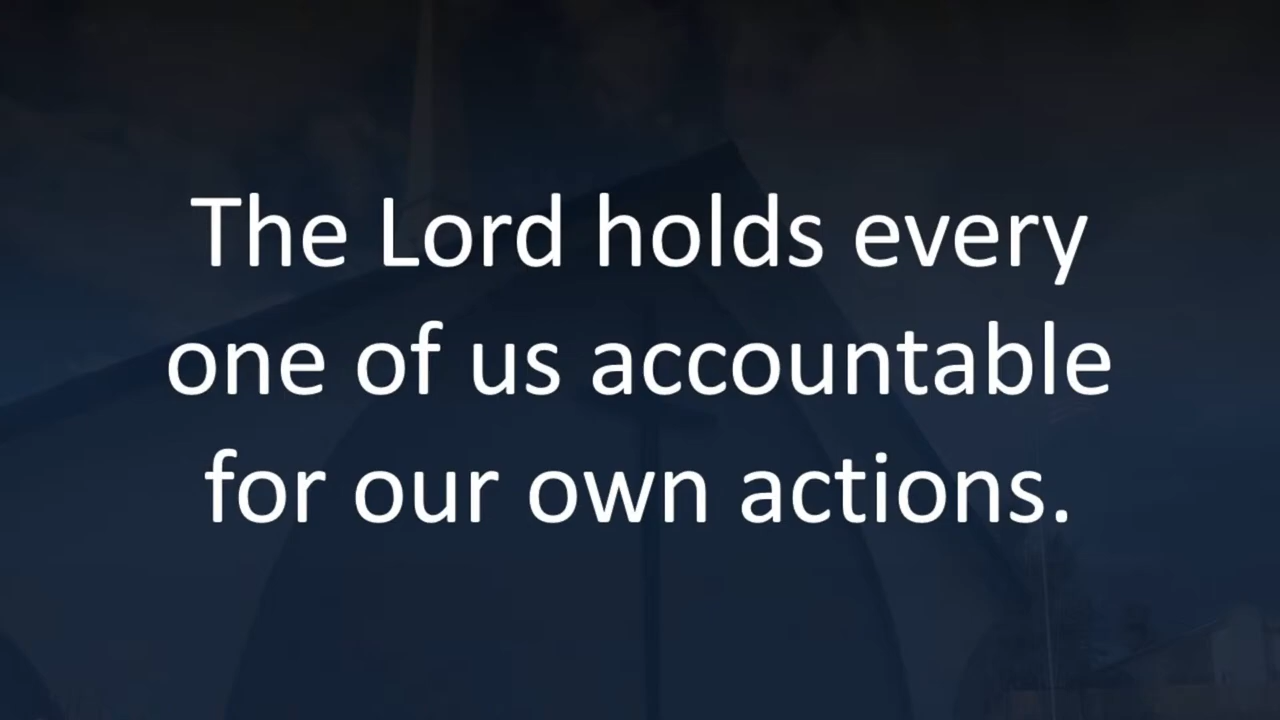 The Lord holds every
one of us accountable
for our own actions.